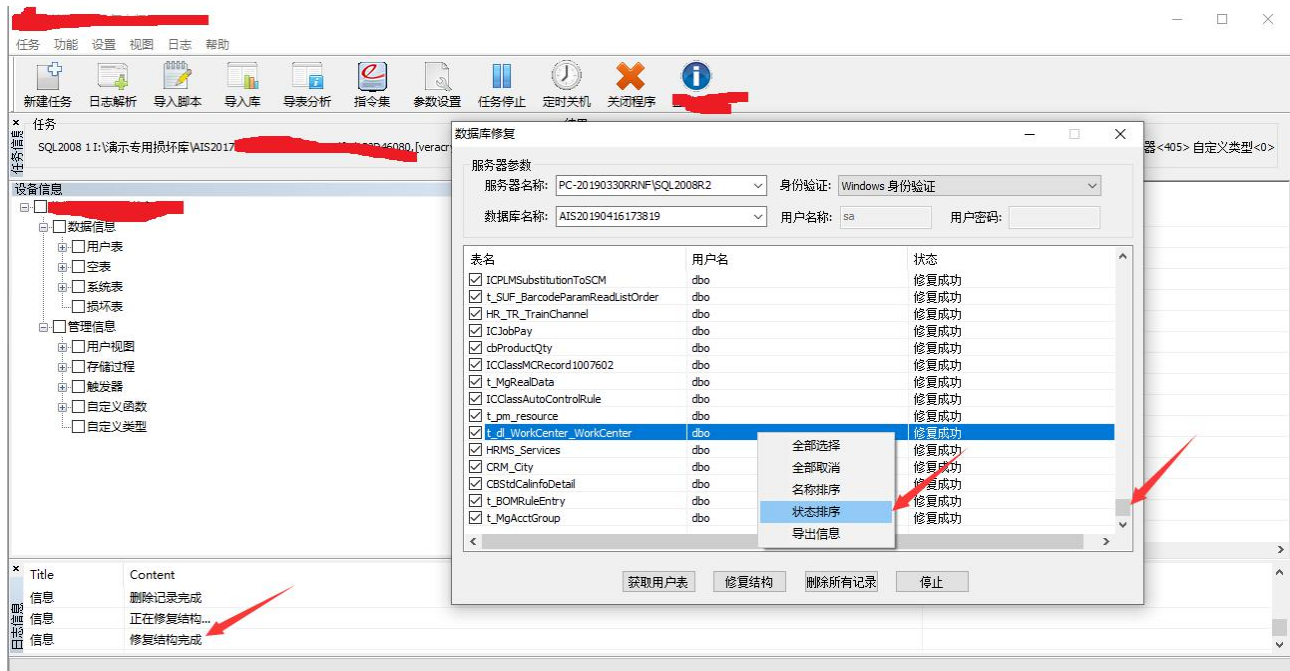 任务 功能 设置 视图 日志 帮助
新建任务 日志解析 导入脚本 导入库 导表分析 指令集 参数设置 任务停止 定时关机 关闭程序
任务信息
任务
SQL2008 1 I:\演示专用损坏库\AIS2017
46080,[veracry
器<405> 自定义类型<0>
设备信息
数据信息
用户表
空表
系统表
损坏表
管理信息
用户视图
存储过程
触发器
自定义函数
自定义类型
数据库修复
服务器参数
服务器名称: PC-20190330RRNF\SQL2008R2 身份验证: Windows 身份验证
数据库名称: AIS20190416173819 用户名称: sa 用户密码:
表名 用户名 状态
ICPLMSubstitutionToSCM dbo 修复成功
t_SUF_BarcodeParamReadListOrder dbo 修复成功
HR_TR_TrainChannel dbo 修复成功
ICJobPay dbo 修复成功
cbProductQty dbo 修复成功
ICClassMCRecord1007602 dbo 修复成功
t_MgRealData dbo 修复成功
ICClassAutoControlRule dbo 修复成功
t_pm_resource dbo 修复成功
t_dl_WorkCenter_WorkCenter dbo 修复成功
HRMS_Services dbo 修复成功
CRM_City dbo 修复成功
CBStdCalinfoDetail dbo 修复成功
t_BOMRuleEntry dbo 修复成功
t_MgAcctGroup dbo 修复成功
全部选择
全部取消
名称排序
状态排序
导出信息
获取用户表 修复结构 删除所有记录 停止
日志信息
Title Content
信息 删除记录完成
信息 正在修复结构...
信息 修复结构完成